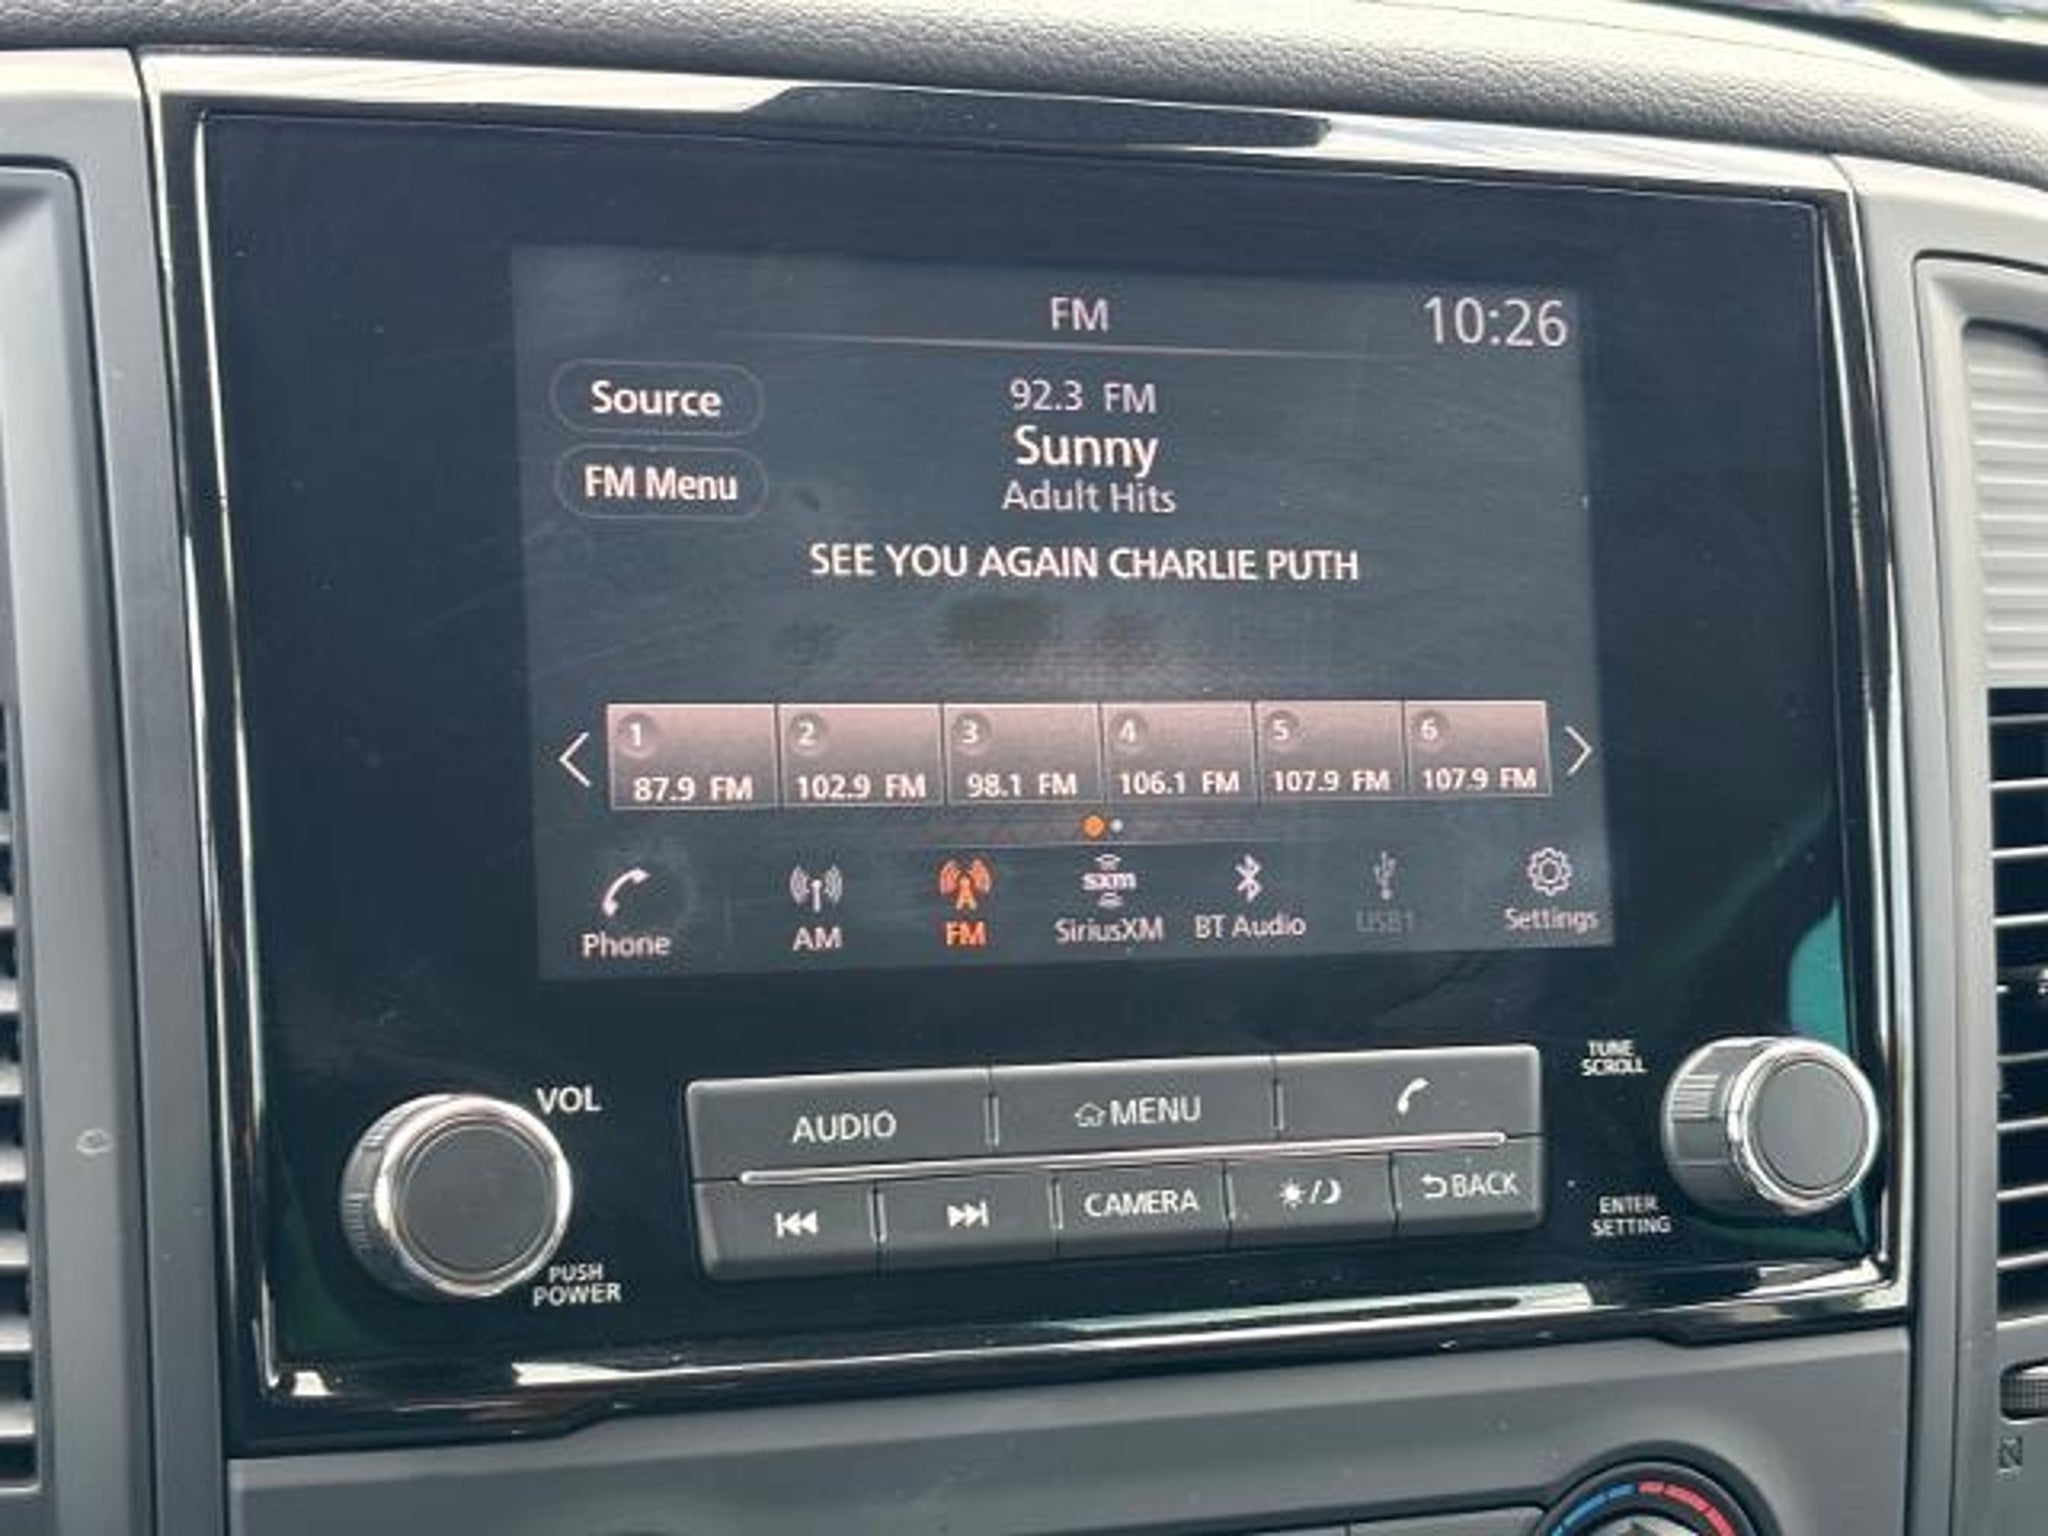 FM
10:26
Source
92.3 FM
Sunny
FM Menu
Adult Hits
SEE YOU AGAIN CHARLIE PUTH
1 2 3 4 5 6
87.9 FM 102.9 FM 98.1 FM 106.1 FM 107.9 FM 107.9 FM
sxm
Phone AM FM SiriusXM BT Audio USB1 Settings
VOL
AUDIO MENU
TUNE
SCROLL
CAMERA BACK
PUSH
POWER
ENTER
SETTING